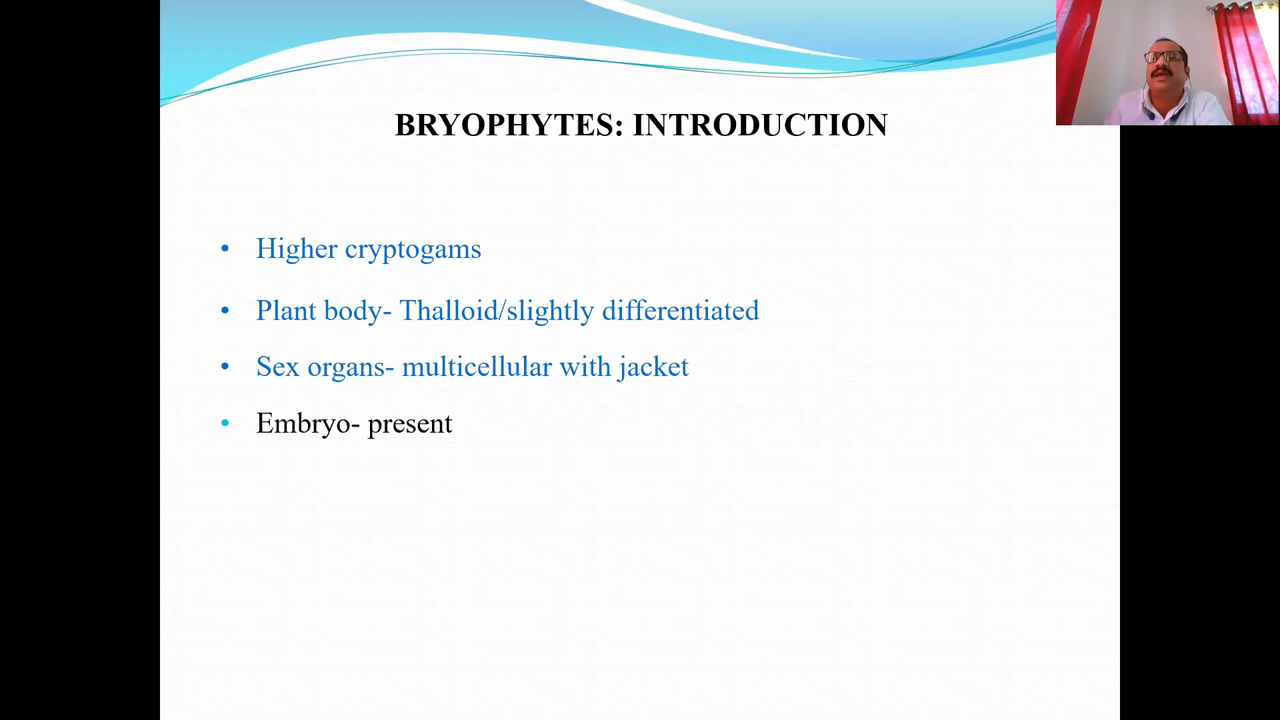 BRYOPHYTES: INTRODUCTION
• Higher cryptogams
• Plant body- Thalloid/slightly differentiated
• Sex organs- multicellular with jacket
• Embryo- present